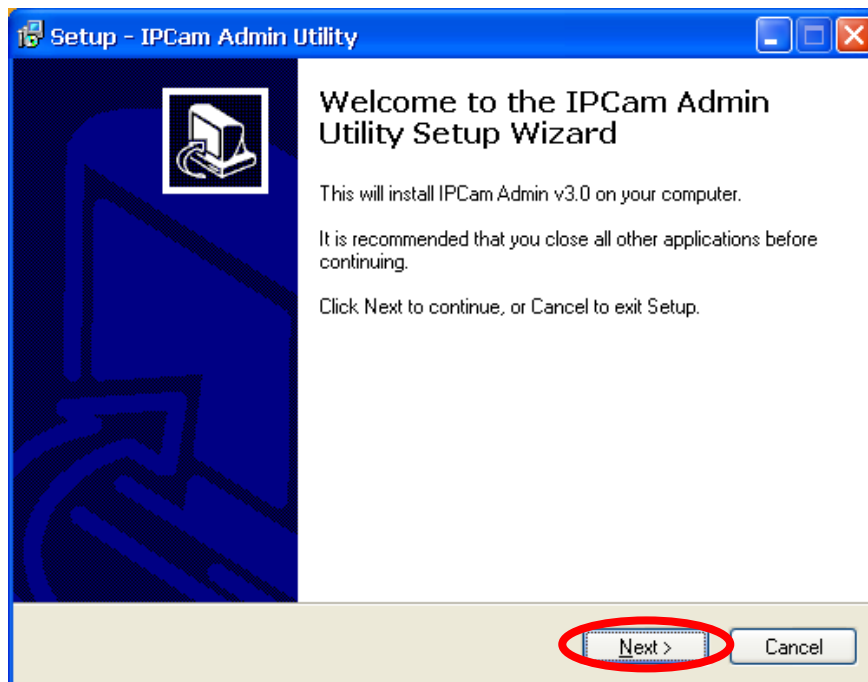 Setup - IPCam Admin Utility
Welcome to the IPCam Admin
Utility Setup Wizard
This will install IPCam Admin v3.0 on your computer.
It is recommended that you close all other applications before
continuing.
Click Next to continue, or Cancel to exit Setup.
Next >
Cancel